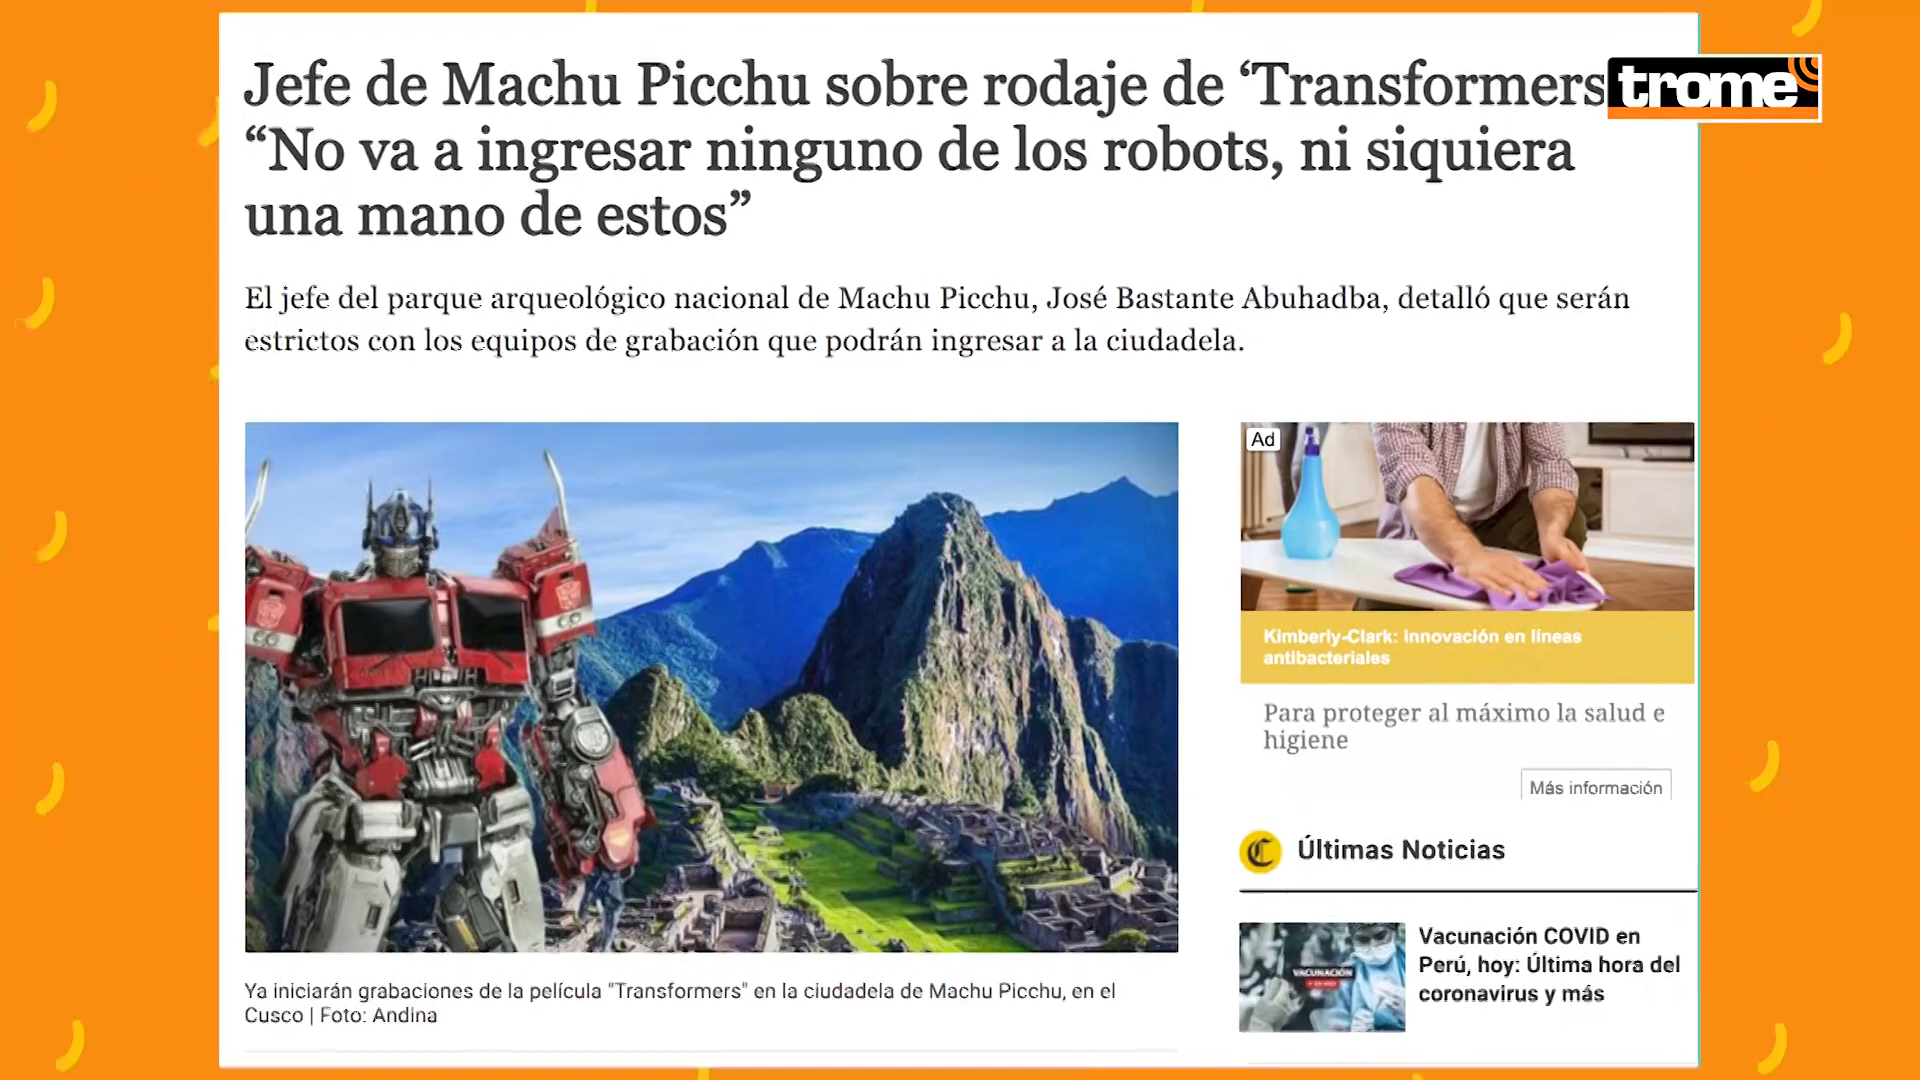 Jefe de Machu Picchu sobre rodaje de ‘Transformers
trome
“No va a ingresar ninguno de los robots, ni siquiera
una mano de estos”
El jefe del parque arqueológico nacional de Machu Picchu, José Bastante Abuhadba, detalló que serán
estrictos con los equipos de grabación que podrán ingresar a la ciudadela.
Ad
Kimberly-Clark: Innovación en líneas
antibacteriales
Para proteger al máximo la salud e
higiene
Más información
Últimas Noticias
VACUNACIÓN
Vacunación COVID en
Perú, hoy: Última hora del
coronavirus y más
Ya iniciarán grabaciones de la película "Transformers" en la ciudadela de Machu Picchu, en el
Cusco | Foto: Andina